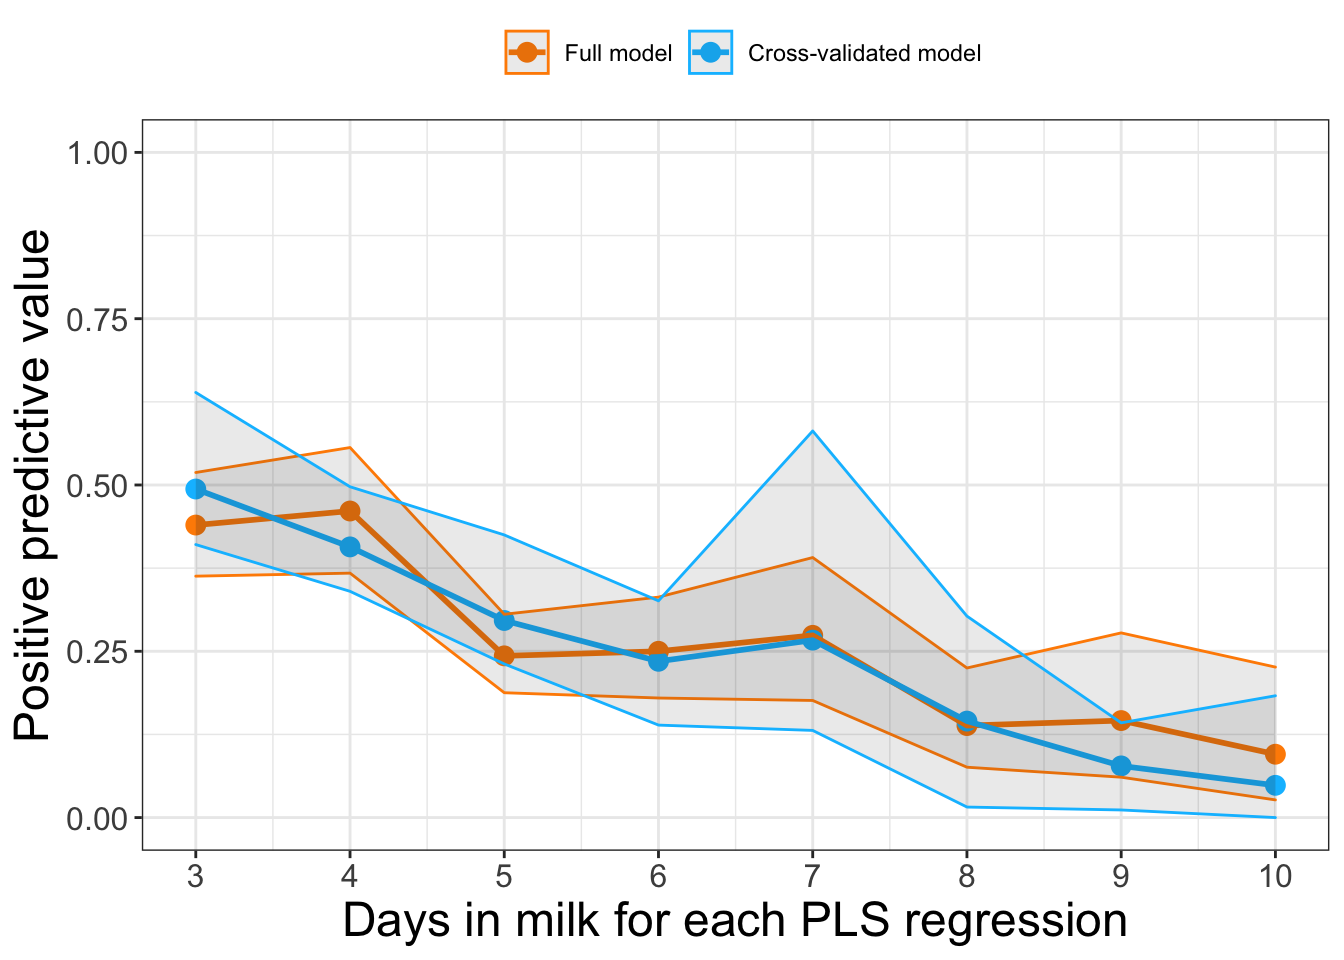 Full model
Cross-validated model
Positive predictive value
1.00
0.75
0.50
0.25
0.00
3 4 5 6 7 8 9 10
Days in milk for each PLS regression